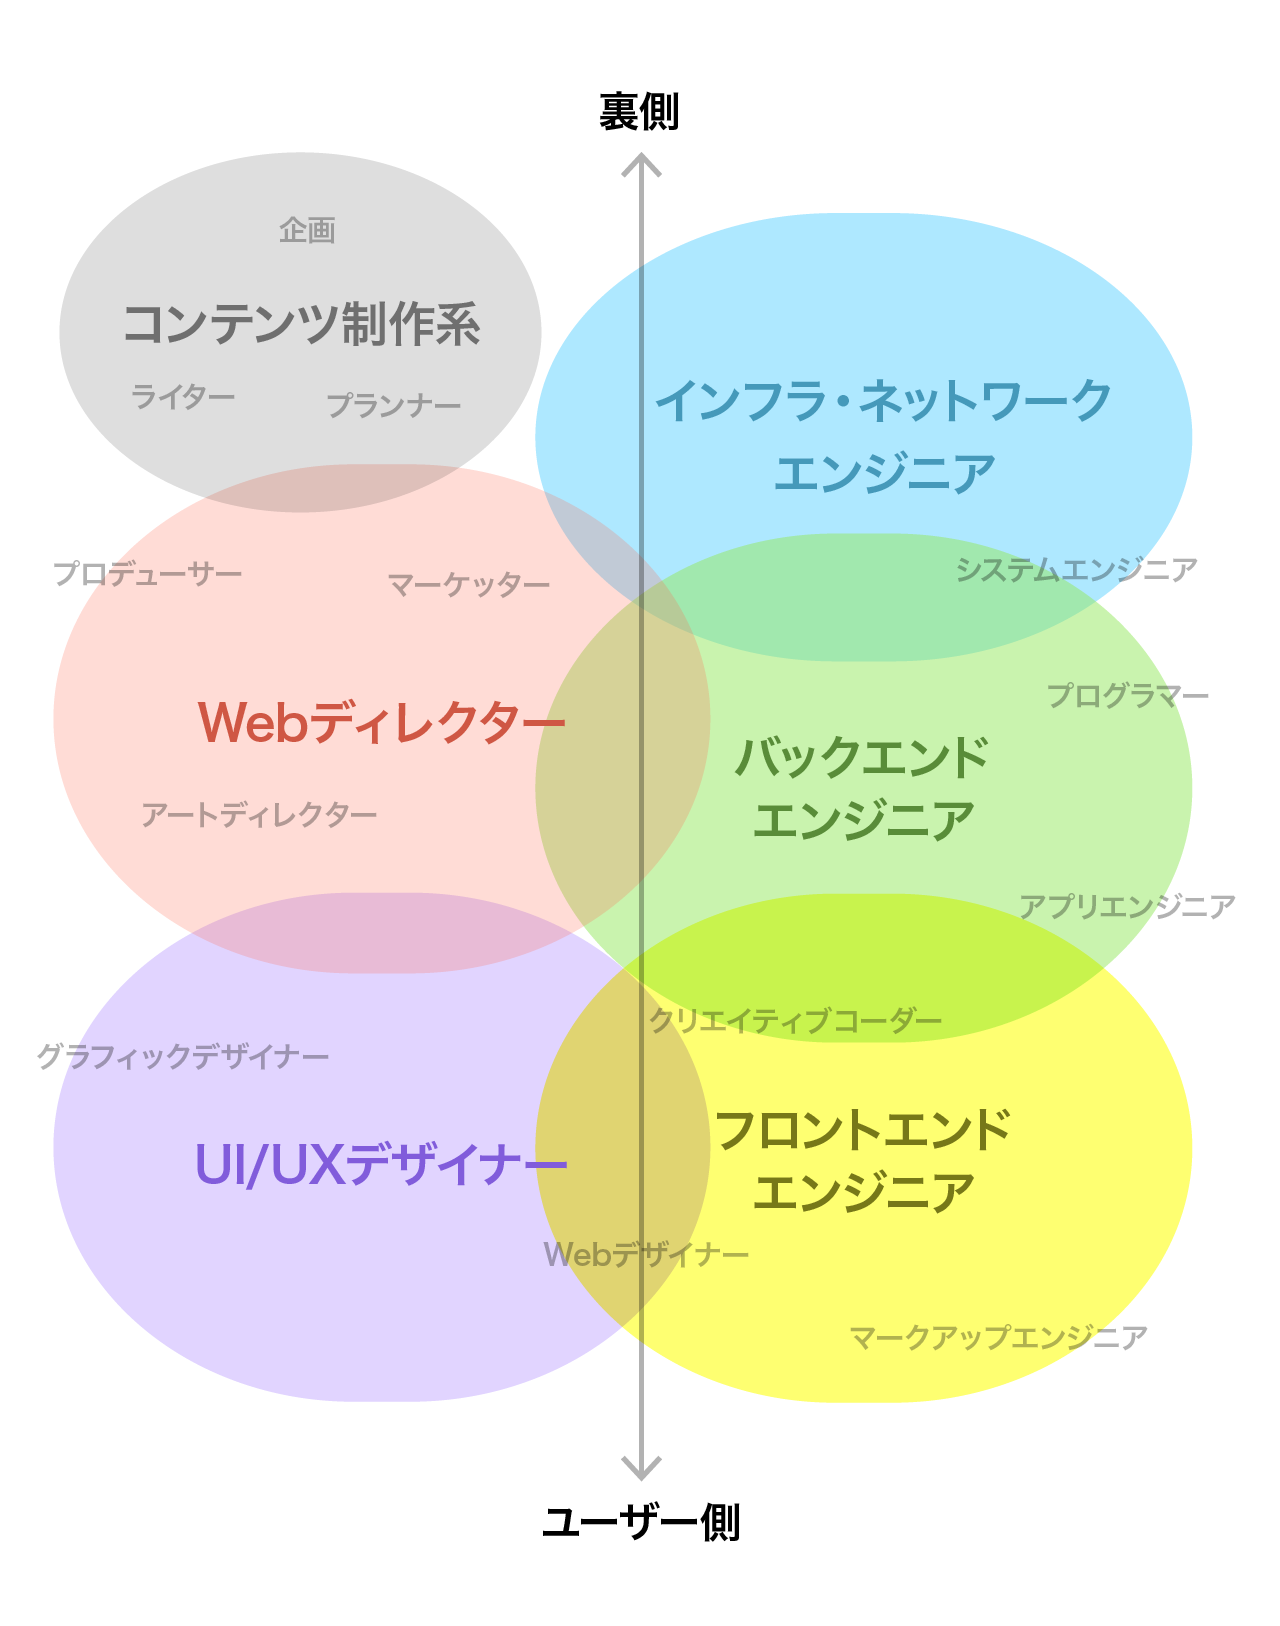 裏側
企画
コンテンツ制作系
ライター
プランナー
インフラ・ネットワーク
エンジニア
システムエンジニア
プロデューサー
マーケッター
Webディレクター
アートディレクター
プログラマー
バックエンド
エンジニア
アプリエンジニア
クリエイティブコーダー
グラフィックデザイナー
UI/UXデザイナー
フロントエンド
エンジニア
Webデザイナー
マークアップエンジニア
ユーザー側